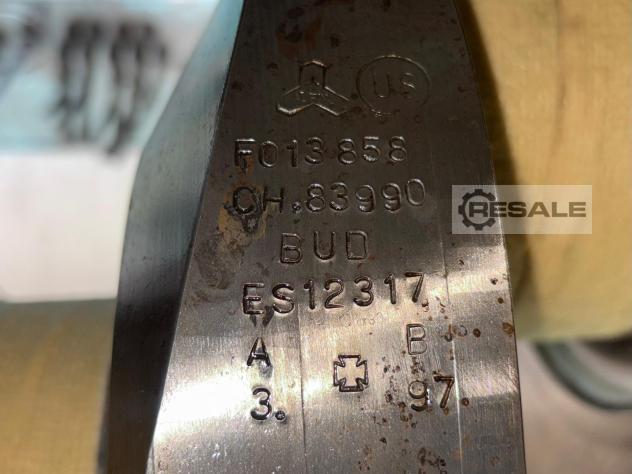 US
F013858
CH.83990
BUD
ES12317
A B
3. 97
RESALE